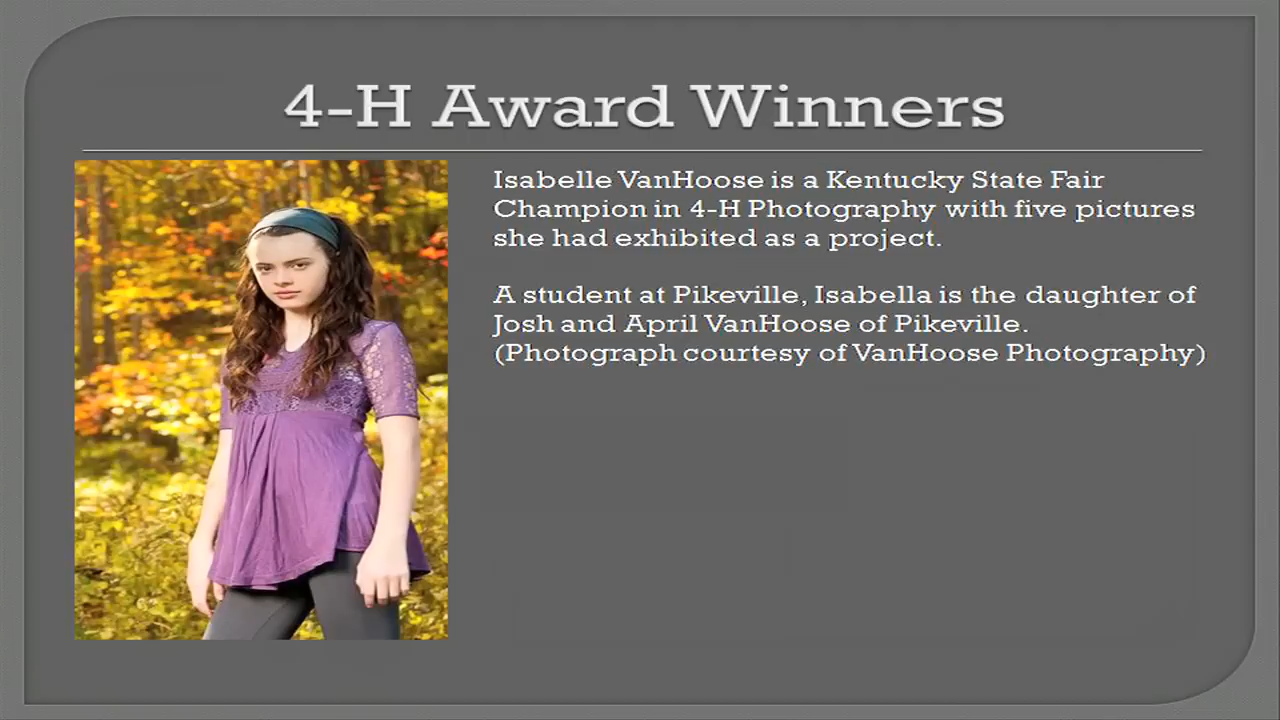 4-H Award Winners
Isabelle VanHoose is a Kentucky State Fair
Champion in 4-H Photography with five pictures
she had exhibited as a project.
A student at Pikeville, Isabella is the daughter of
Josh and April VanHoose of Pikeville.
(Photograph courtesy of VanHoose Photography)